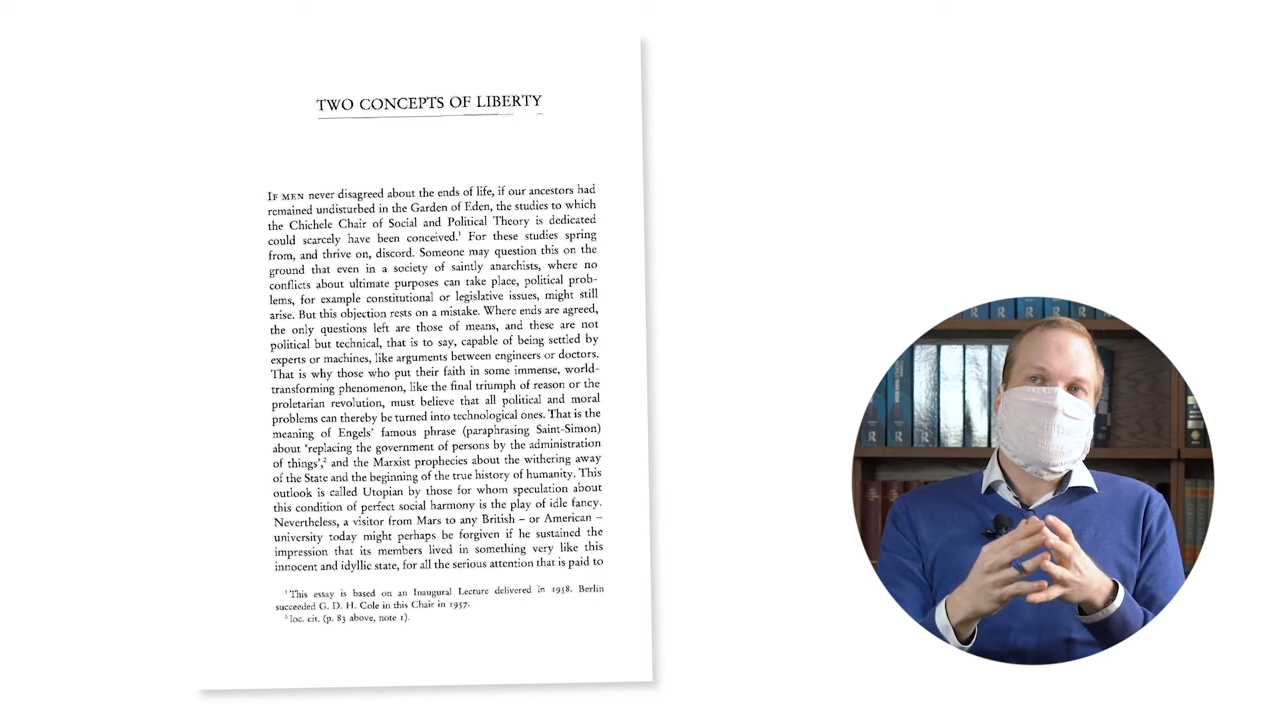 TWO CONCEPTS OF LIBERTY
IF MEN never disagreed about the ends of life, if our ancestors had
remained undisturbed in the Garden of Eden, the studies to which
the Chichele Chair of Social and Political Theory is dedicated
could scarcely have been conceived.¹ For these studies spring
from, and thrive on, discord. Someone may question this on the
ground that even in a society of saintly anarchists, where no
conflicts about ultimate purposes can take place, political prob-
lems, for example constitutional or legislative issues, might still
arise. But this objection rests on a mistake. Where ends are agreed,
the only questions left are those of means, and these are not
political but technical, that is to say, capable of being settled by
experts or machines, like arguments between engineers or doctors.
That is why those who put their faith in some immense, world-
transforming phenomenon, like the final triumph of reason or the
proletarian revolution, must believe that all political and moral
problems can thereby be turned into technological ones. That is the
meaning of Engels' famous phrase (paraphrasing Saint-Simon)
about 'replacing the government of persons by the administration
of things',² and the Marxist prophecies about the withering away
of the State and the beginning of the true history of humanity. This
outlook is called Utopian by those for whom speculation about
this condition of perfect social harmony is the play of idle fancy.
Nevertheless, a visitor from Mars to any British – or American –
university today might perhaps be forgiven if he sustained the
impression that its members lived in something very like this
innocent and idyllic state, for all the serious attention that is paid to
¹ This essay is based on an Inaugural Lecture delivered in 1958. Berlin
succeeded G. D. H. Cole in this Chair in 1957.
² loc. cit. (p. 83 above, note 1).